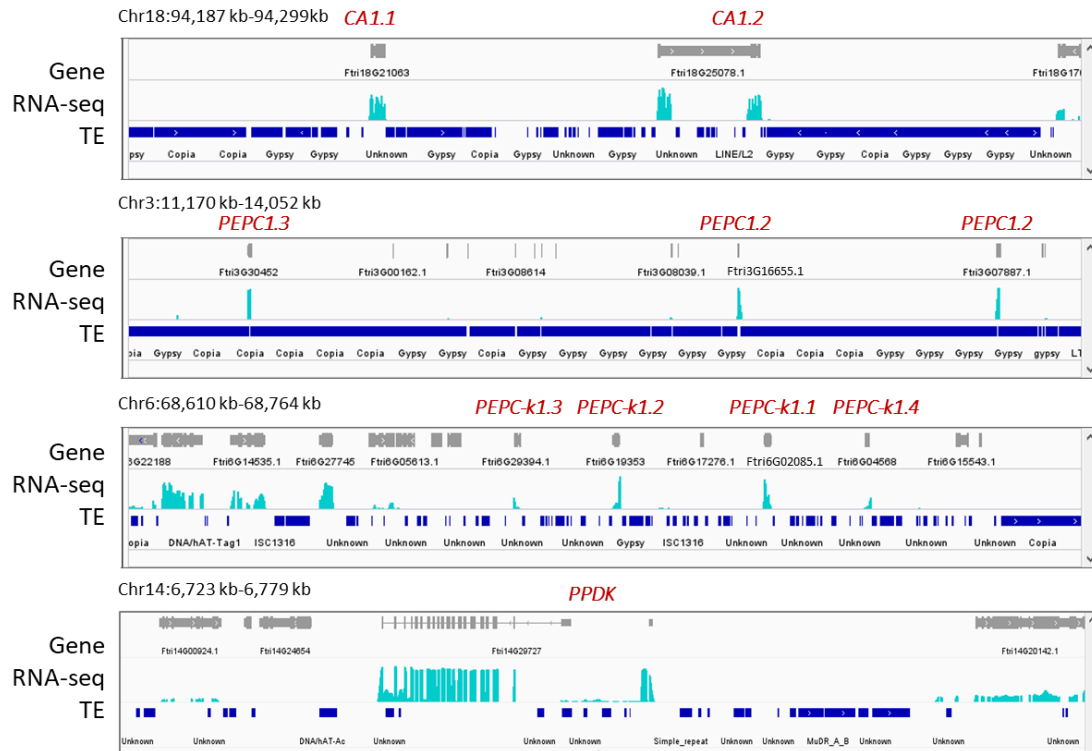 Chr18:94,187 kb-94,299kb CA1.1 CA1.2
Gene
Ftri18G21063 Ftri18G25078.1 Ftri18G17
RNA-seq
TE
psy Copia Copia Gypsy Gypsy Unknown Gypsy Copia Gypsy Unknown Gypsy Unknown LINE/L2 Gypsy Gypsy Copia Gypsy Gypsy Gypsy Unknown
Chr3:11,170 kb-14,052 kb
PEPC1.3 PEPC1.2 PEPC1.2
Gene
Ftri3G30452 Ftri3G00162.1 Ftri3G08614 Ftri3G08039.1 Ftri3G16655.1 Ftri3G07887.1
RNA-seq
TE
pia Gypsy Copia Copia Copia Copia Gypsy Gypsy Copia Gypsy Gypsy Gypsy Gypsy Gypsy Gypsy Copia Copia Copia Gypsy Gypsy Gypsy Gypsy gypsy LT
Chr6:68,610 kb-68,764 kb PEPC-k1.3 PEPC-k1.2 PEPC-k1.1 PEPC-k1.4
Gene
3G22188 Ftri6G14535.1 Ftri6G27745 Ftri6G05613.1 Ftri6G29394.1 Ftri6G19353 Ftri6G17276.1 Ftri6G02085.1 Ftri6G04568 Ftri6G15543.1
RNA-seq
TE
opia DNA/hAT-Tag1 ISC1316 Unknown Unknown Unknown Unknown Unknown Gypsy ISC1316 Unknown Unknown Unknown Unknown Unknown Copia
Chr14:6,723 kb-6,779 kb PPDK
Gene
Ftri14G00924.1 Ftri14G24654 Ftri14G29727 Ftri14G20142.1
RNA-seq
TE
Unknown Unknown DNA/hAT-Ac Unknown Unknown Unknown Simple_repeat Unknown Unknown MuDR_A_B Unknown Unknown